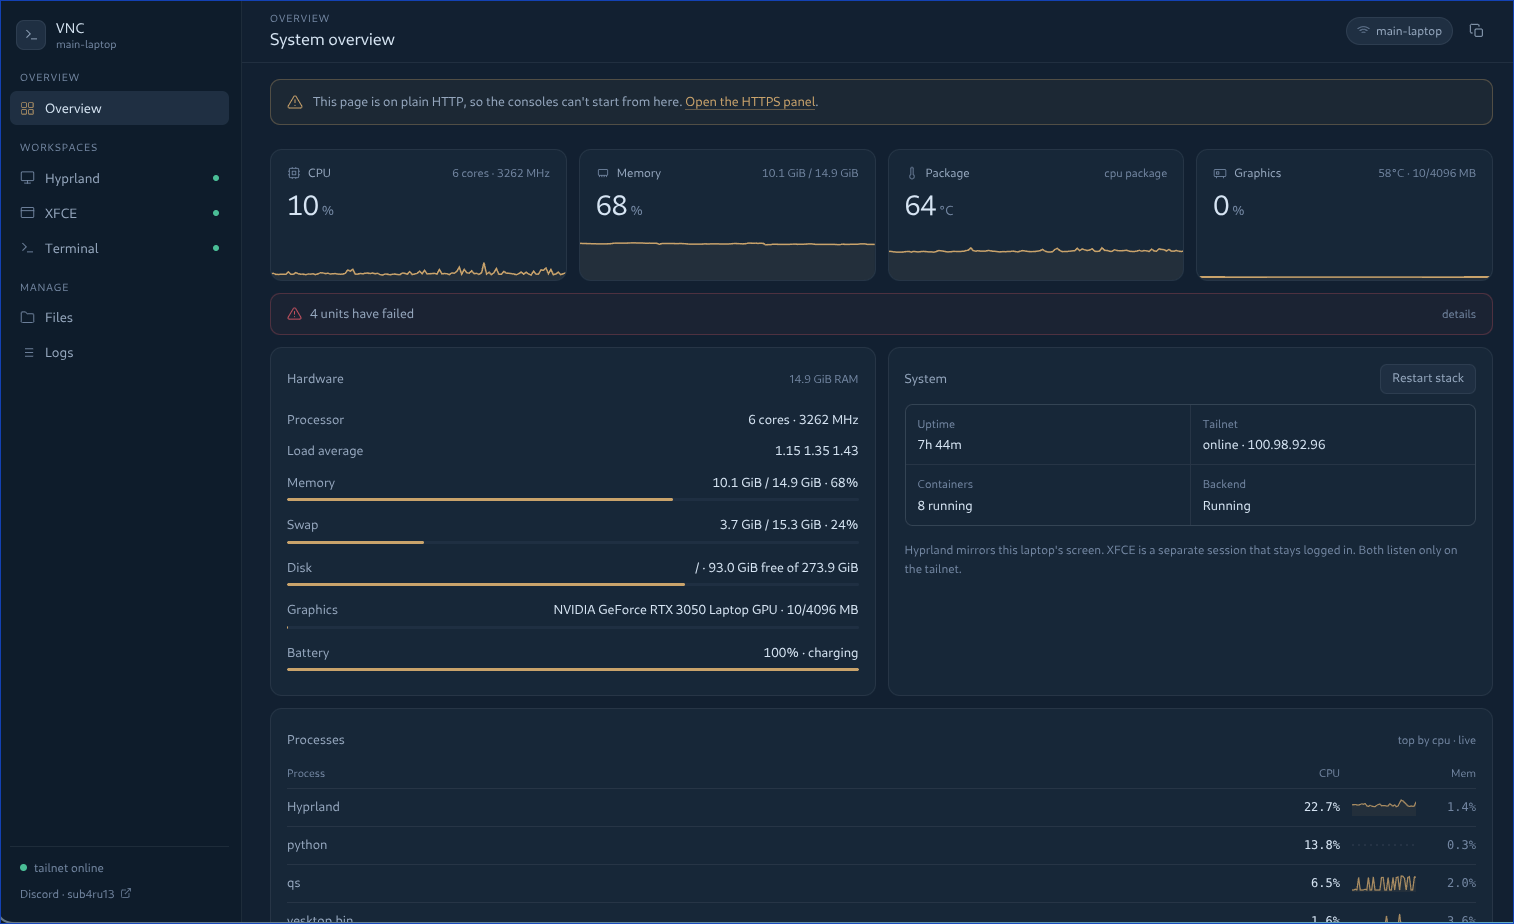 VNC
main-laptop
OVERVIEW
Overview
WORKSPACES
Hyprland
XFCE
Terminal
MANAGE
Files
Logs
tailnet online
Discord · sub4ru13
OVERVIEW
System overview
main-laptop
This page is on plain HTTP, so the consoles can't start from here. Open the HTTPS panel.
CPU 6 cores · 3262 MHz
10 %
Memory 10.1 GiB / 14.9 GiB
68 %
Package cpu package
64 °C
Graphics 58°C · 10/4096 MB
0 %
4 units have failed details
Hardware 14.9 GiB RAM
Processor 6 cores · 3262 MHz
Load average 1.15 1.35 1.43
Memory 10.1 GiB / 14.9 GiB · 68%
Swap 3.7 GiB / 15.3 GiB · 24%
Disk / · 93.0 GiB free of 273.9 GiB
Graphics NVIDIA GeForce RTX 3050 Laptop GPU · 10/4096 MB
Battery 100% · charging
System Restart stack
Uptime
7h 44m
Tailnet
online · 100.98.92.96
Containers
8 running
Backend
Running
Hyprland mirrors this laptop's screen. XFCE is a separate session that stays logged in. Both listen only on
the tailnet.
Processes top by cpu · live
Process CPU Mem
Hyprland 22.7% 1.4%
python 13.8% 0.3%
qs 6.5% 2.0%
vesktop.bin 1.6% 3.6%